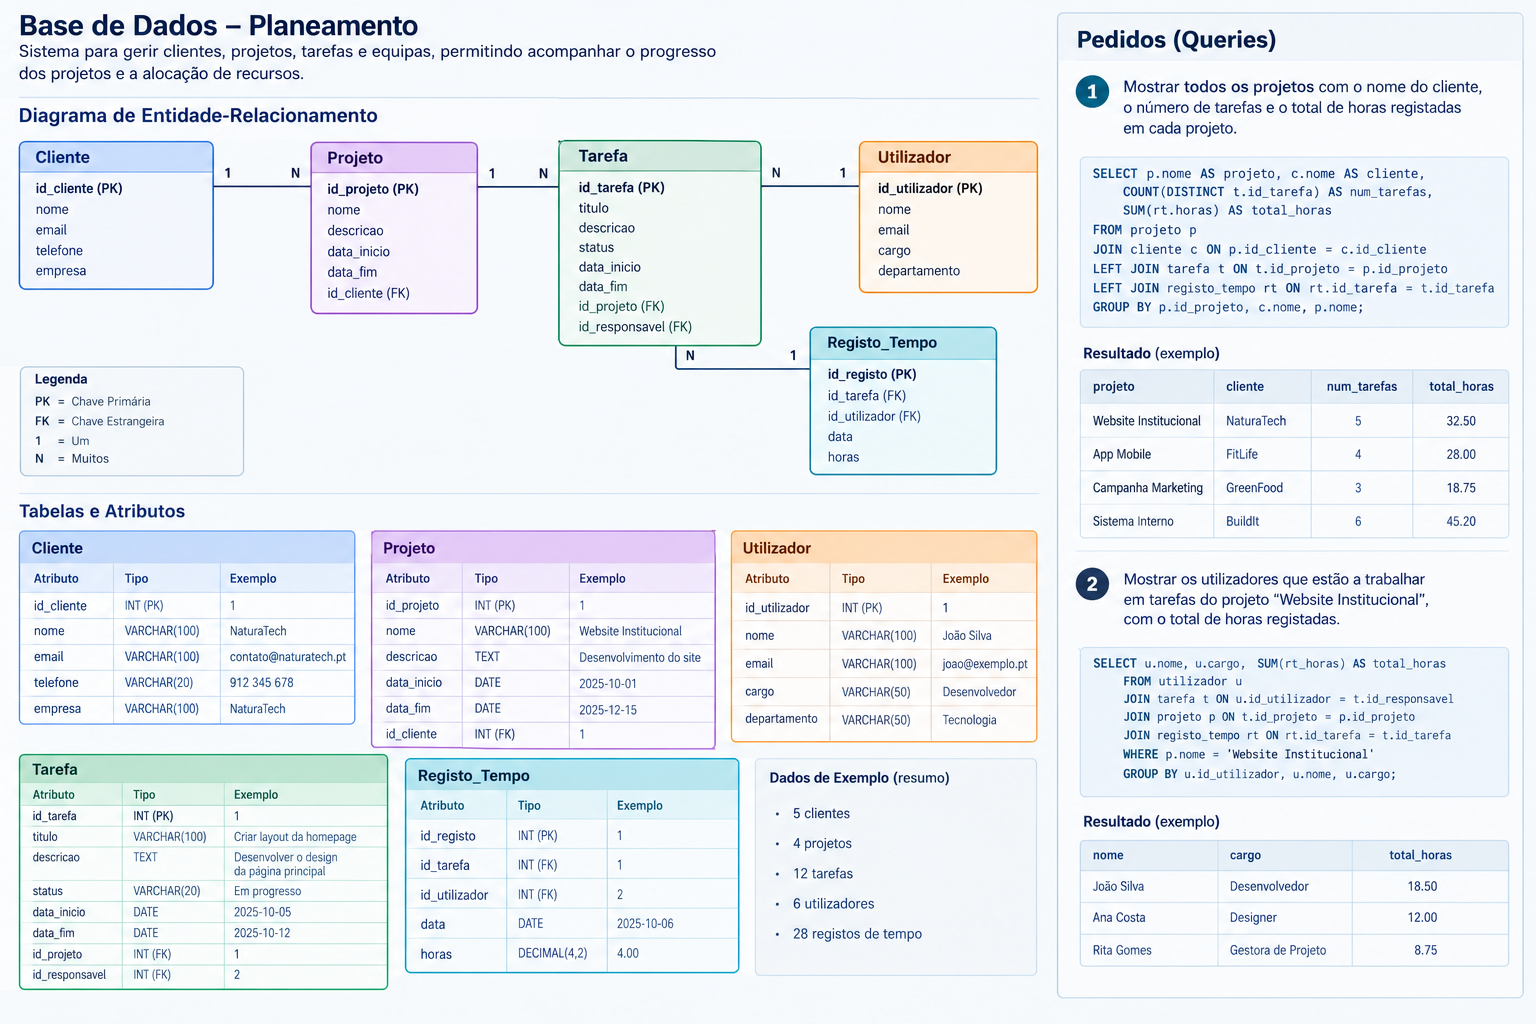 Base de Dados – Planeamento
Sistema para gerir clientes, projetos, tarefas e equipas, permitindo acompanhar o progresso
dos projetos e a alocação de recursos.
Diagrama de Entidade-Relacionamento
Cliente
id_cliente (PK)
nome
email
telefone
empresa
1 N
Projeto
id_projeto (PK)
nome
descricao
data_inicio
data_fim
id_cliente (FK)
1 N
Tarefa
id_tarefa (PK)
titulo
descricao
status
data_inicio
data_fim
id_projeto (FK)
id_responsavel (FK)
N 1
Utilizador
id_utilizador (PK)
nome
email
cargo
departamento
N 1
Registo_Tempo
id_registo (PK)
id_tarefa (FK)
id_utilizador (FK)
data
horas
Legenda
PK = Chave Primária
FK = Chave Estrangeira
1 = Um
N = Muitos
Tabelas e Atributos
Cliente
Atributo Tipo Exemplo
id_cliente INT (PK) 1
nome VARCHAR(100) NaturaTech
email VARCHAR(100) contato@naturatech.pt
telefone VARCHAR(20) 912 345 678
empresa VARCHAR(100) NaturaTech
Projeto
Atributo Tipo Exemplo
id_projeto INT (PK) 1
nome VARCHAR(100) Website Institucional
descricao TEXT Desenvolvimento do site
data_inicio DATE 2025-10-01
data_fim DATE 2025-12-15
id_cliente INT (FK) 1
Utilizador
Atributo Tipo Exemplo
id_utilizador INT (PK) 1
nome VARCHAR(100) João Silva
email VARCHAR(100) joao@exemplo.pt
cargo VARCHAR(50) Desenvolvedor
departamento VARCHAR(50) Tecnologia
Tarefa
Atributo Tipo Exemplo
id_tarefa INT (PK) 1
titulo VARCHAR(100) Criar layout da homepage
descricao TEXT Desenvolver o design
da página principal
status VARCHAR(20) Em progresso
data_inicio DATE 2025-10-05
data_fim DATE 2025-10-12
id_projeto INT (FK) 1
id_responsavel INT (FK) 2
Registo_Tempo
Atributo Tipo Exemplo
id_registo INT (PK) 1
id_tarefa INT (FK) 1
id_utilizador INT (FK) 2
data DATE 2025-10-06
horas DECIMAL(4,2) 4.00
Dados de Exemplo (resumo)
• 5 clientes
• 4 projetos
• 12 tarefas
• 6 utilizadores
• 28 registos de tempo
Pedidos (Queries)
1 Mostrar todos os projetos com o nome do cliente,
o número de tarefas e o total de horas registadas
em cada projeto.
SELECT p.nome AS projeto, c.nome AS cliente,
COUNT(DISTINCT t.id_tarefa) AS num_tarefas,
SUM(rt.horas) AS total_horas
FROM projeto p
JOIN cliente c ON p.id_cliente = c.id_cliente
LEFT JOIN tarefa t ON t.id_projeto = p.id_projeto
LEFT JOIN registo_tempo rt ON rt.id_tarefa = t.id_tarefa
GROUP BY p.id_projeto, c.nome, p.nome;
Resultado (exemplo)
projeto cliente num_tarefas total_horas
Website Institucional NaturaTech 5 32.50
App Mobile FitLife 4 28.00
Campanha Marketing GreenFood 3 18.75
Sistema Interno BuildIt 6 45.20
2 Mostrar os utilizadores que estão a trabalhar
em tarefas do projeto “Website Institucional”,
com o total de horas registadas.
SELECT u.nome, u.cargo, SUM(rt_horas) AS total_horas
FROM utilizador u
JOIN tarefa t ON u.id_utilizador = t.id_responsavel
JOIN projeto p ON t.id_projeto = p.id_projeto
JOIN registo_tempo rt ON rt.id_tarefa = t.id_tarefa
WHERE p.nome = 'Website Institucional'
GROUP BY u.id_utilizador, u.nome, u.cargo;
Resultado (exemplo)
nome cargo total_horas
João Silva Desenvolvedor 18.50
Ana Costa Designer 12.00
Rita Gomes Gestora de Projeto 8.75